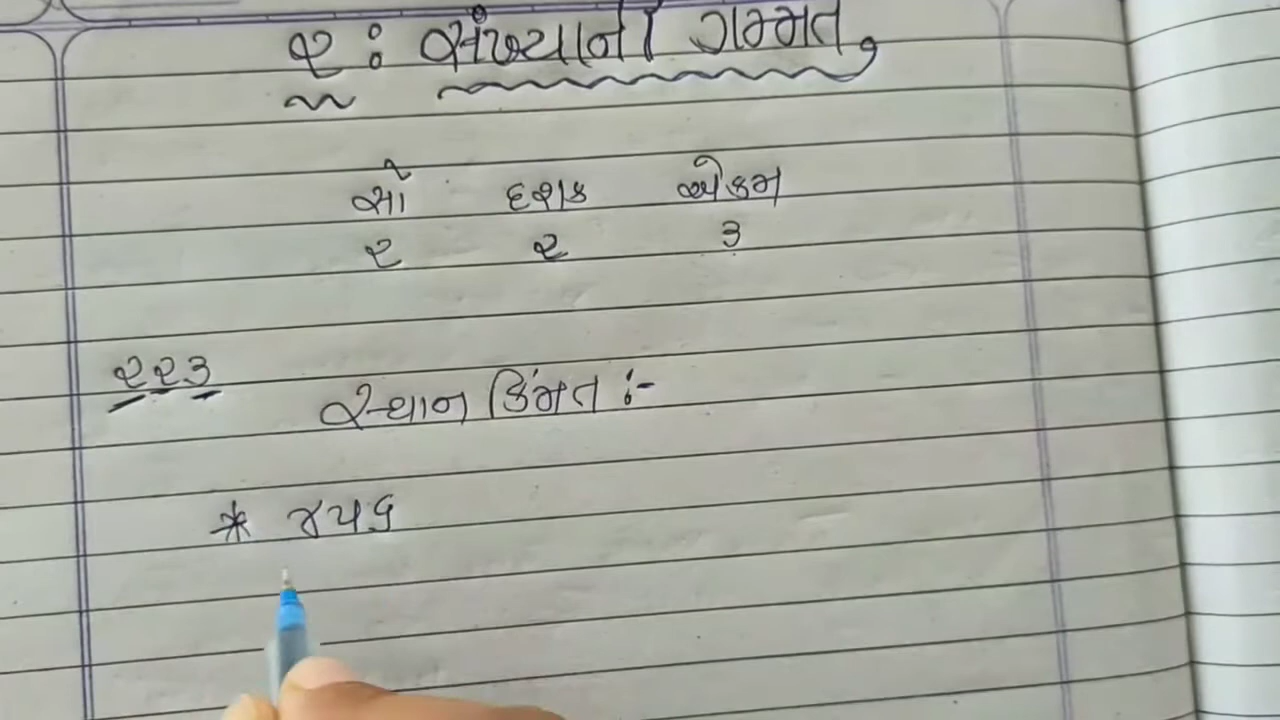 ૨ : સંખ્યાની ગમ્મત
સો દશક એકમ
૨ ૨ ૩
૨૨૩
સ્થાન કિંમત :-
* ૪૫૬